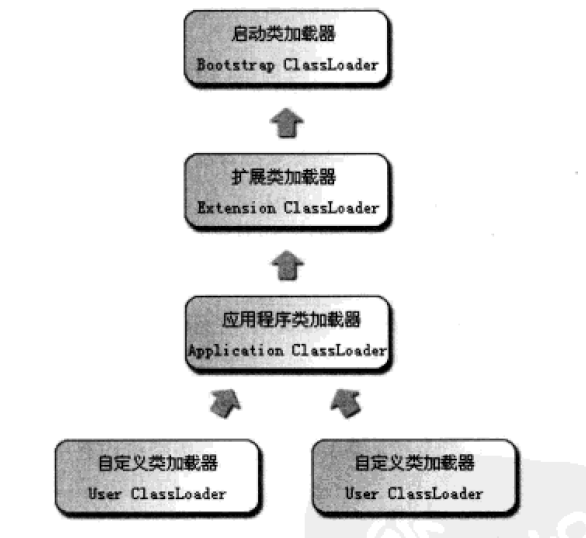 启动类加载器
Bootstrap ClassLoader
扩展类加载器
Extension ClassLoader
应用程序类加载器
Application ClassLoader
自定义类加载器
User ClassLoader
自定义类加载器
User ClassLoader